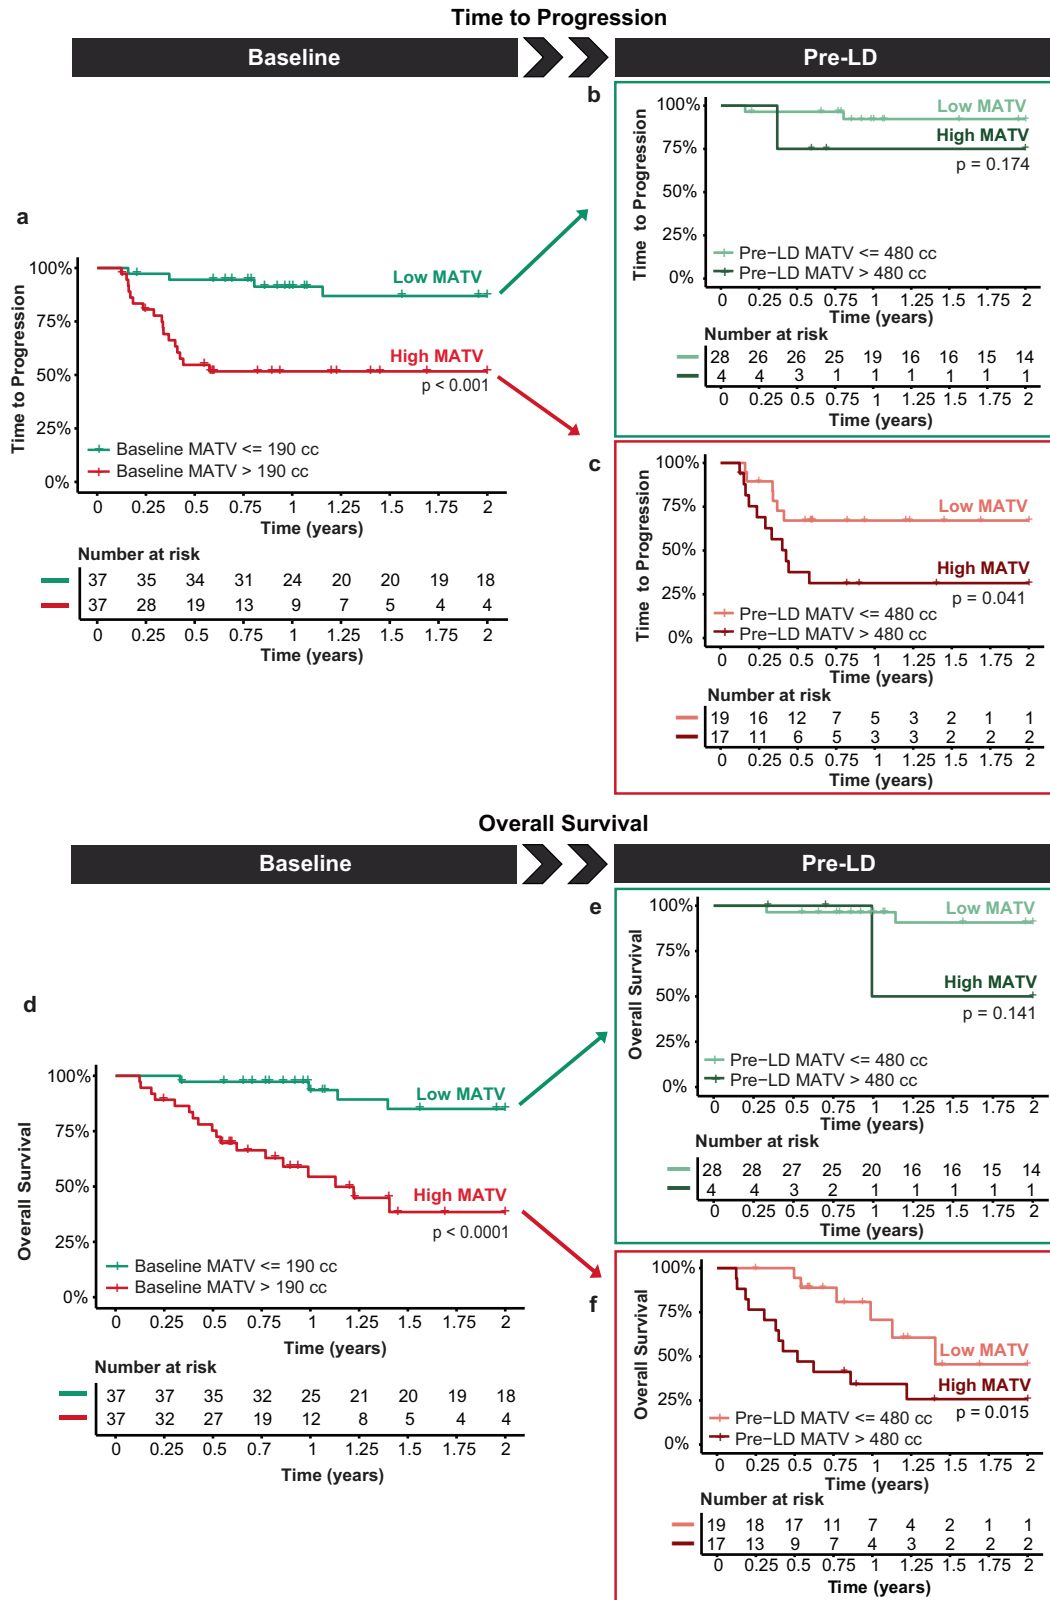 Time to Progression
Baseline
Pre-LD
a
Time to Progression
100%
75%
50%
25%
0%
Low MATV
High MATV
p < 0.001
Baseline MATV <= 190 cc
Baseline MATV > 190 cc
0 0.25 0.5 0.75 1 1.25 1.5 1.75 2
Time (years)
Number at risk
37 35 34 31 24 20 20 19 18
37 28 19 13 9 7 5 4 4
0 0.25 0.5 0.75 1 1.25 1.5 1.75 2
Time (years)
b
Time to Progression
100%
75%
50%
25%
0%
Low MATV
High MATV
p = 0.174
Pre-LD MATV <= 480 cc
Pre-LD MATV > 480 cc
0 0.25 0.5 0.75 1 1.25 1.5 1.75 2
Time (years)
Number at risk
28 26 26 25 19 16 16 15 14
4 4 3 1 1 1 1 1 1
0 0.25 0.5 0.75 1 1.25 1.5 1.75 2
Time (years)
c
Time to Progression
100%
75%
50%
25%
0%
Low MATV
High MATV
p = 0.041
Pre-LD MATV <= 480 cc
Pre-LD MATV > 480 cc
0 0.25 0.5 0.75 1 1.25 1.5 1.75 2
Time (years)
Number at risk
19 16 12 7 5 3 2 1 1
17 11 6 5 3 3 2 2 2
0 0.25 0.5 0.75 1 1.25 1.5 1.75 2
Time (years)
Overall Survival
Baseline
Pre-LD
d
Overall Survival
100%
75%
50%
25%
0%
Low MATV
High MATV
p < 0.0001
Baseline MATV <= 190 cc
Baseline MATV > 190 cc
0 0.25 0.5 0.75 1 1.25 1.5 1.75 2
Time (years)
Number at risk
37 37 35 32 25 21 20 19 18
37 32 27 19 12 8 5 4 4
0 0.25 0.5 0.7 1 1.25 1.5 1.75 2
Time (years)
e
Overall Survival
100%
75%
50%
25%
0%
Low MATV
High MATV
p = 0.141
Pre-LD MATV <= 480 cc
Pre-LD MATV > 480 cc
0 0.25 0.5 0.75 1 1.25 1.5 1.75 2
Time (years)
Number at risk
28 28 27 25 20 16 16 15 14
4 4 3 2 1 1 1 1 1
0 0.25 0.5 0.75 1 1.25 1.5 1.75 2
Time (years)
f
Overall Survival
100%
75%
50%
25%
0%
Low MATV
High MATV
p = 0.015
Pre-LD MATV <= 480 cc
Pre-LD MATV > 480 cc
0 0.25 0.5 0.75 1 1.25 1.5 1.75 2
Time (years)
Number at risk
19 18 17 11 7 4 2 1 1
17 13 9 7 4 3 2 2 2
0 0.25 0.5 0.75 1 1.25 1.5 1.75 2
Time (years)